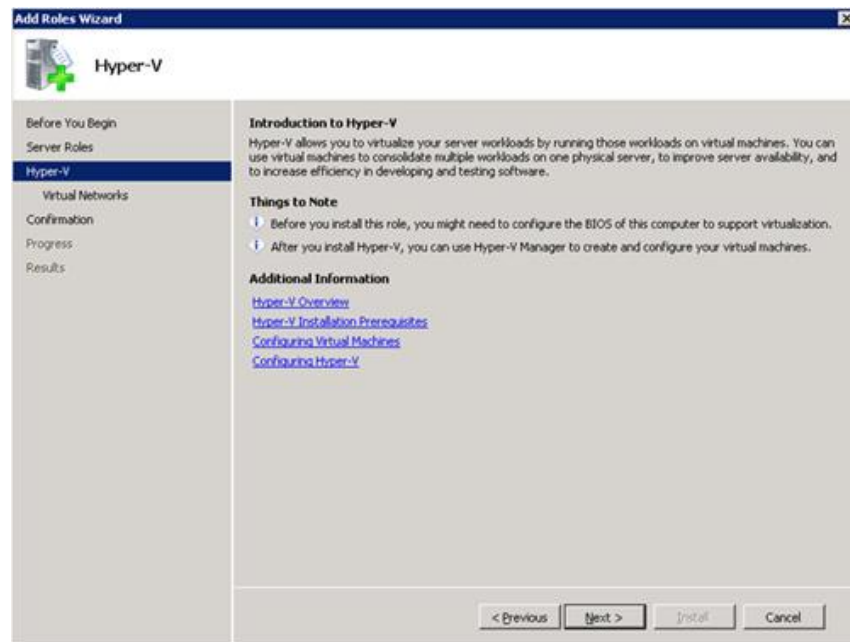 Add Roles Wizard
Hyper-V
Before You Begin
Server Roles
Hyper-V
Virtual Networks
Confirmation
Progress
Results
Introduction to Hyper-V
Hyper-V allows you to virtualize your server workloads by running those workloads on virtual machines. You can
use virtual machines to consolidate multiple workloads on one physical server, to improve server availability, and
to increase efficiency in developing and testing software.
Things to Note
Before you install this role, you might need to configure the BIOS of this computer to support virtualization.
After you install Hyper-V, you can use Hyper-V Manager to create and configure your virtual machines.
Additional Information
Hyper-V Overview
Hyper-V Installation Prerequisites
Configuring Virtual Machines
Configuring Hyper-V
< Previous Next > Install Cancel